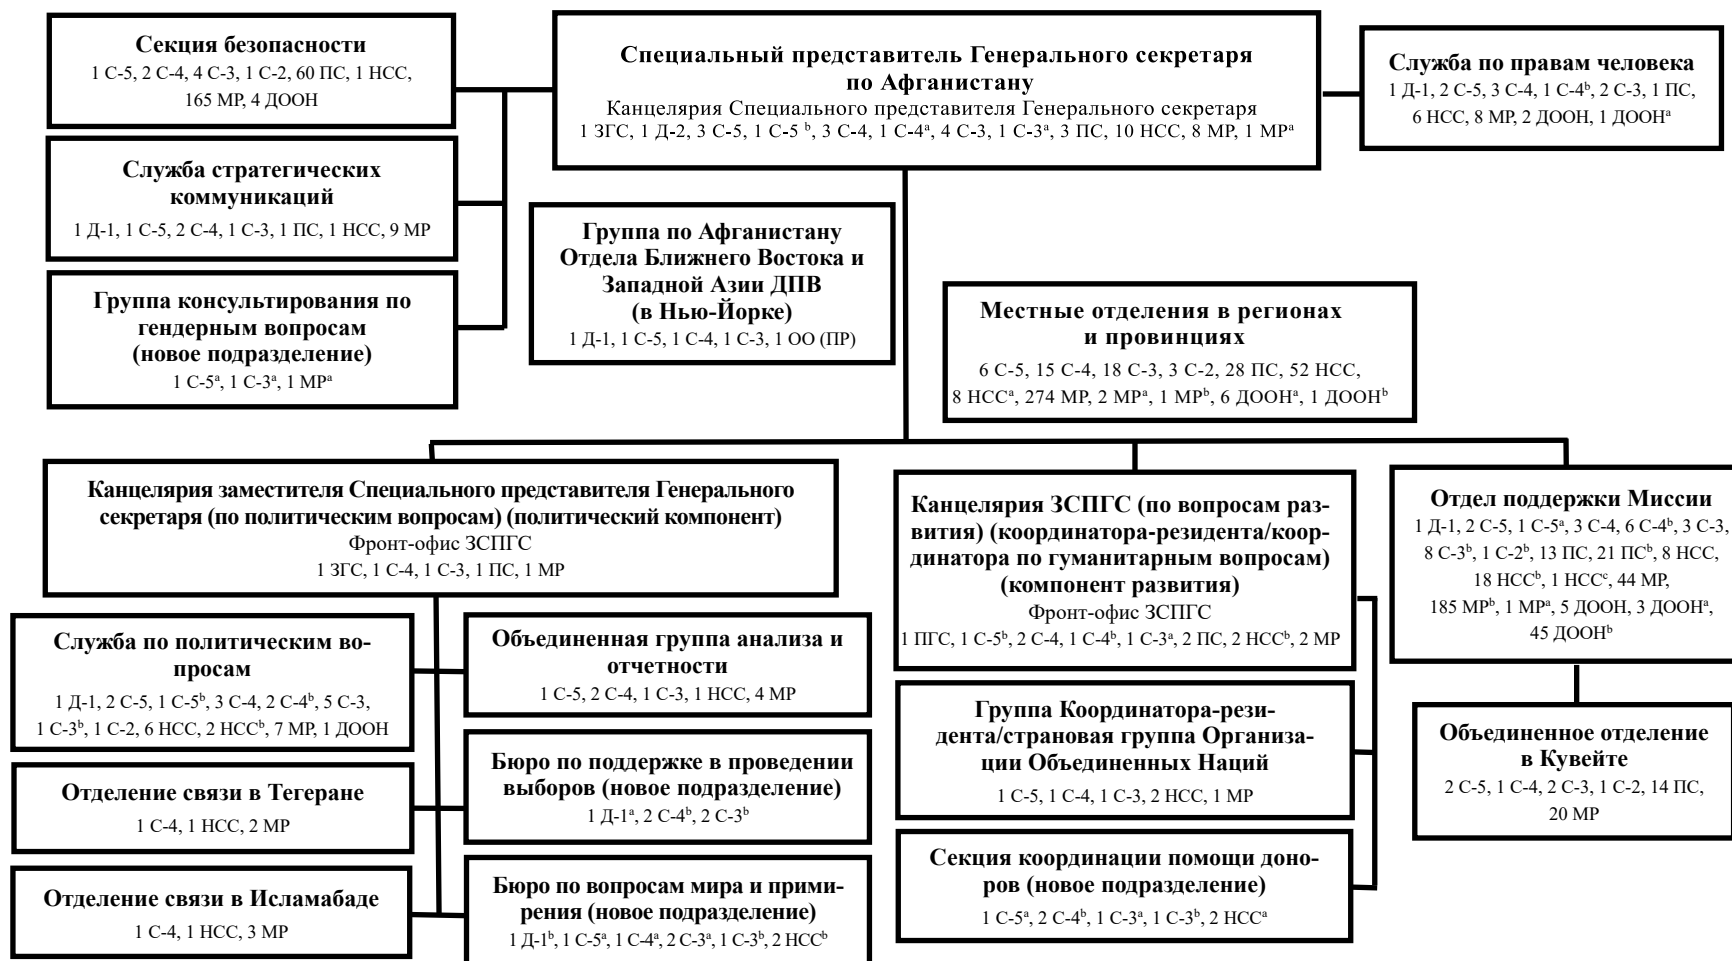 Секция безопасности
1 С-5, 2 С-4, 4 С-3, 1 С-2, 60 ПС, 1 НСС,
165 МР, 4 ДООН
Специальный представитель Генерального секретаря
по Афганистану
Канцелярия Специального представителя Генерального секретаря
1 ЗГС, 1 Д-2, 3 С-5, 1 С-5 ᵇ, 3 С-4, 1 С-4ᵃ, 4 С-3, 1 С-3ᵃ, 3 ПС, 10 НСС, 8 МР, 1 МРᵃ
Служба по правам человека
1 Д-1, 2 С-5, 3 С-4, 1 С-4ᵇ, 2 С-3, 1 ПС,
6 НСС, 8 МР, 2 ДООН, 1 ДООНᵃ
Служба стратегических
коммуникаций
1 Д-1, 1 С-5, 2 С-4, 1 С-3, 1 ПС, 1 НСС, 9 МР
Группа по Афганистану
Отдела Ближнего Востока и
Западной Азии ДПВ
(в Нью-Йорке)
1 Д-1, 1 С-5, 1 С-4, 1 С-3, 1 ОО (ПР)
Группа консультирования по
гендерным вопросам
(новое подразделение)
1 С-5ᵃ, 1 С-3ᵃ, 1 МРᵃ
Местные отделения в регионах
и провинциях
6 С-5, 15 С-4, 18 С-3, 3 С-2, 28 ПС, 52 НСС,
8 НССᵃ, 274 МР, 2 МРᵃ, 1 МРᵇ, 6 ДООНᵃ, 1 ДООНᵇ
Канцелярия заместителя Специального представителя Генерального
секретаря (по политическим вопросам) (политический компонент)
Фронт-офис ЗСПГС
1 ЗГС, 1 С-4, 1 С-3, 1 ПС, 1 МР
Служба по политическим во-
просам
1 Д-1, 2 С-5, 1 С-5ᵇ, 3 С-4, 2 С-4ᵇ, 5 С-3,
1 С-3ᵇ, 1 С-2, 6 НСС, 2 НССᵇ, 7 МР, 1 ДООН
Объединенная группа анализа и
отчетности
1 С-5, 2 С-4, 1 С-3, 1 НСС, 4 МР
Отделение связи в Тегеране
1 С-4, 1 НСС, 2 МР
Бюро по поддержке в проведении
выборов (новое подразделение)
1 Д-1ᵃ, 2 С-4ᵇ, 2 С-3ᵇ
Отделение связи в Исламабаде
1 С-4, 1 НСС, 3 МР
Бюро по вопросам мира и прими-
рения (новое подразделение)
1 Д-1ᵇ, 1 С-5ᵃ, 1 С-4ᵃ, 2 С-3ᵃ, 1 С-3ᵇ, 2 НССᵇ
Канцелярия ЗСПГС (по вопросам раз-
вития) (координатора-резидента/коор-
динатора по гуманитарным вопросам)
(компонент развития)
Фронт-офис ЗСПГС
1 ПГС, 1 С-5ᵇ, 2 С-4, 1 С-4ᵇ, 1 С-3ᵃ, 2 ПС, 2 НССᵇ, 2 МР
Группа Координатора-рези-
дента/страновая группа Организа-
ции Объединенных Наций
1 С-5, 1 С-4, 1 С-3, 2 НСС, 1 МР
Секция координации помощи доно-
ров (новое подразделение)
1 С-5ᵃ, 2 С-4ᵇ, 1 С-3ᵃ, 1 С-3ᵇ, 2 НССᵃ
Отдел поддержки Миссии
1 Д-1, 2 С-5, 1 С-5ᵃ, 3 С-4, 6 С-4ᵇ, 3 С-3,
8 С-3ᵇ, 1 С-2ᵇ, 13 ПС, 21 ПСᵇ, 8 НСС,
18 НССᵇ, 1 НССᶜ, 44 МР,
185 МРᵇ, 1 МРᵃ, 5 ДООН, 3 ДООНᵃ,
45 ДООНᵇ
Объединенное отделение
в Кувейте
2 С-5, 1 С-4, 2 С-3, 1 С-2, 14 ПС,
20 МР